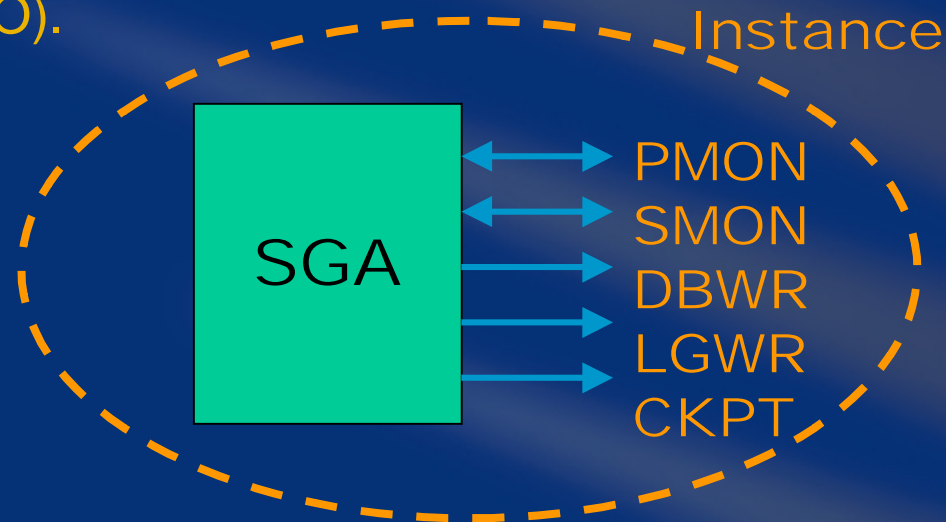 O).
Instance
SGA
PMON
SMON
DBWR
LGWR
CKPT